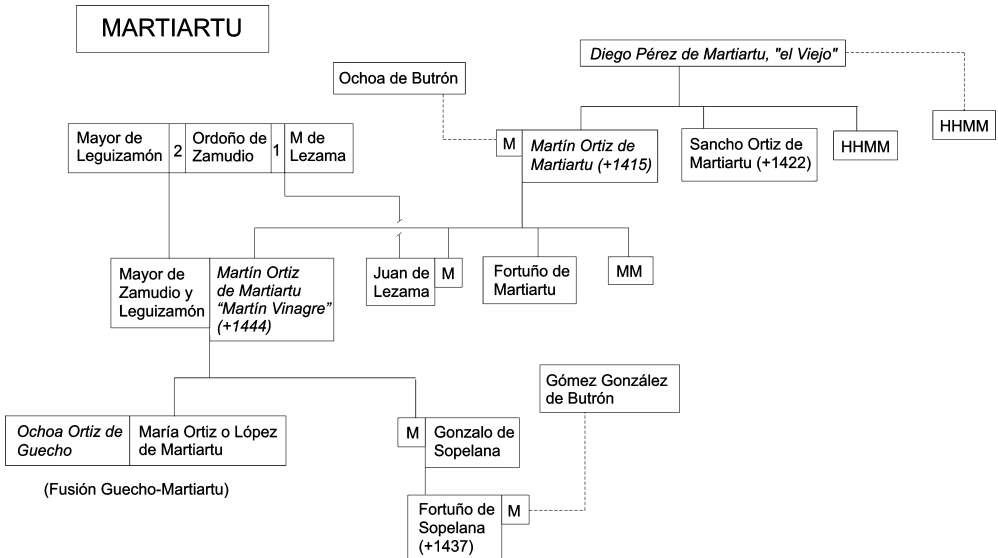 MARTIARTU
Diego Pérez de Martiartu, "el Viejo"
Ochoa de Butrón
HHMM
Mayor de
Leguizamón
2
Ordoño de
Zamudio
1
M de
Lezama
M
Martín Ortiz de
Martiartu (+1415)
Sancho Ortiz de
Martiartu (+1422)
HHMM
Mayor de
Zamudio y
Leguizamón
Martín Ortiz
de Martiartu
“Martín Vinagre”
(+1444)
Juan de
Lezama
M
Fortuño de
Martiartu
MM
Gómez González
de Butrón
Ochoa Ortiz de
Guecho
María Ortiz o López
de Martiartu
M
Gonzalo de
Sopelana
(Fusión Guecho-Martiartu)
Fortuño de
Sopelana
(+1437)
M